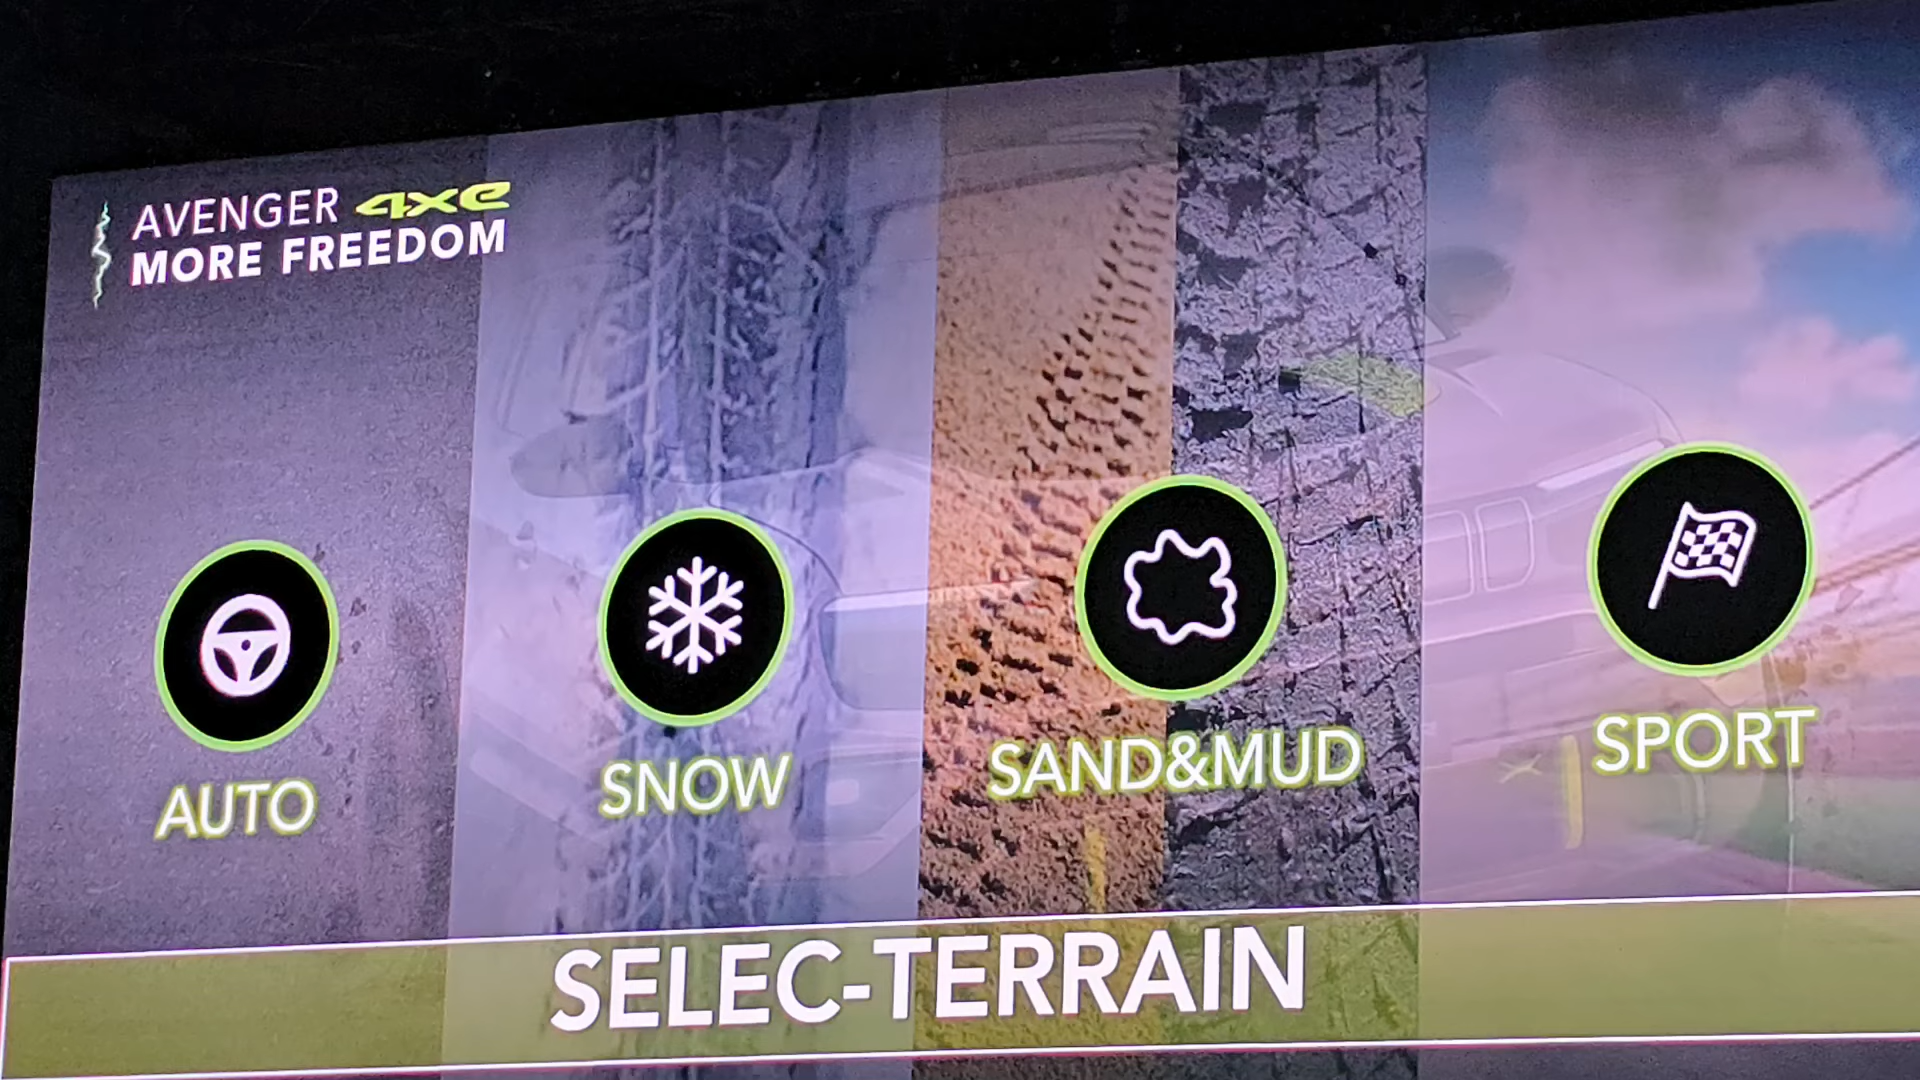 AVENGER 4xe
MORE FREEDOM
AUTO
SNOW
SAND&MUD
SPORT
SELEC-TERRAIN